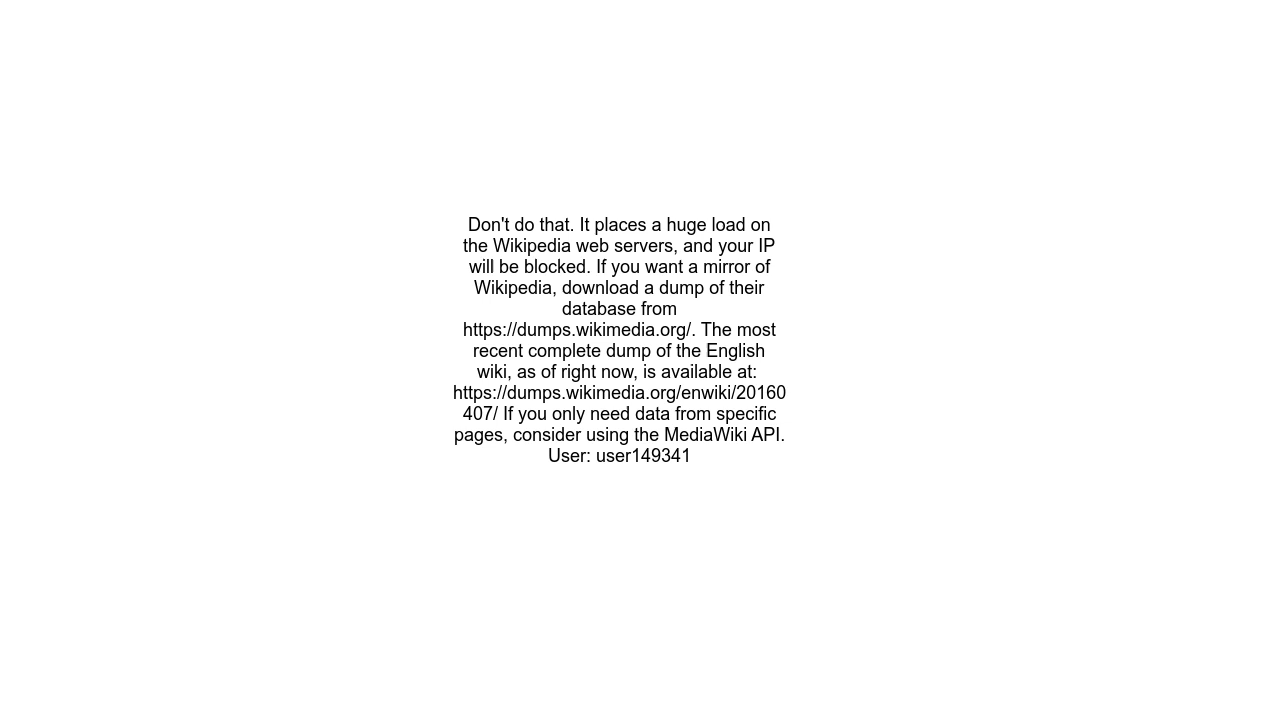 Don't do that. It places a huge load on
the Wikipedia web servers, and your IP
will be blocked. If you want a mirror of
Wikipedia, download a dump of their
database from
https://dumps.wikimedia.org/. The most
recent complete dump of the English
wiki, as of right now, is available at:
https://dumps.wikimedia.org/enwiki/20160
407/ If you only need data from specific
pages, consider using the MediaWiki API.
User: user149341